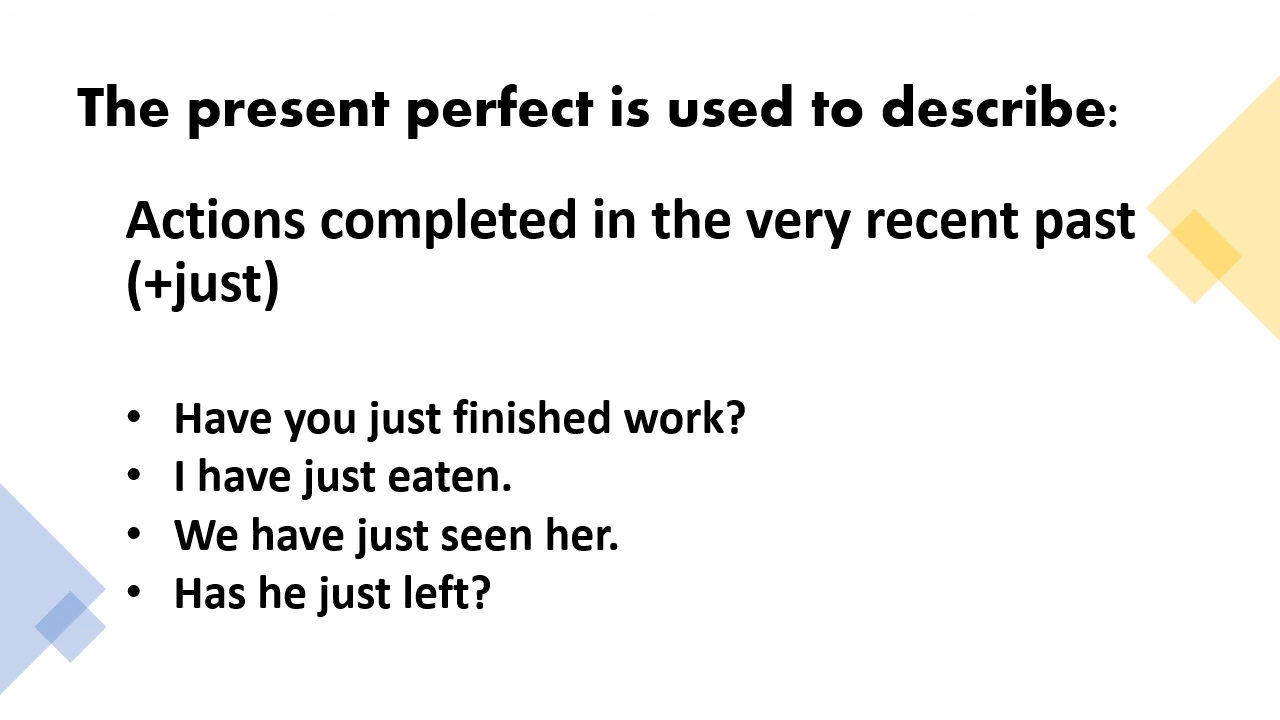 The present perfect is used to describe:
Actions completed in the very recent past
(+just)
• Have you just finished work?
• I have just eaten.
• We have just seen her.
• Has he just left?